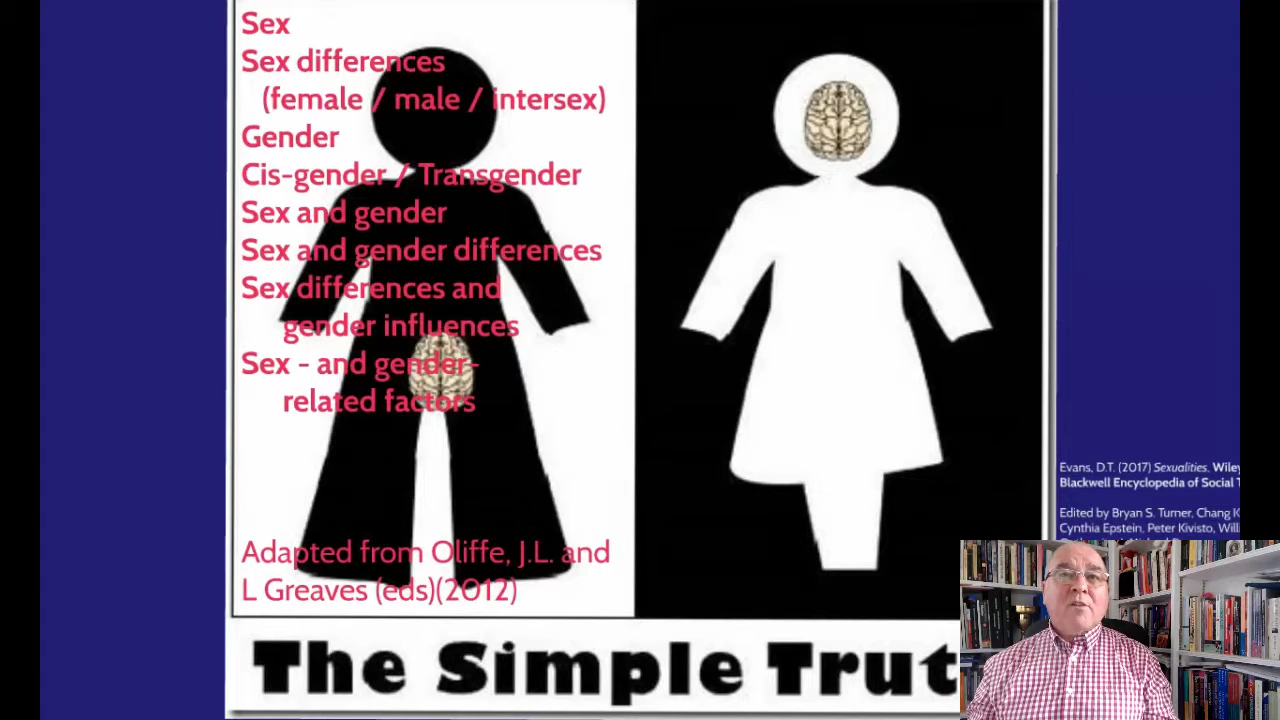 Sex
Sex differences
(female / male / intersex)
Gender
Cis-gender / Transgender
Sex and gender
Sex and gender differences
Sex differences and
gender influences
Sex - and gender-
related factors
Adapted from Oliffe, J.L. and
L Greaves (eds)(2012)
The Simple Trut
Evans, D.T. (2017) Sexualities. Wiley
Blackwell Encyclopedia of Social T
Edited by Bryan S. Turner, Chang K
Cynthia Epstein, Peter Kivisto, Willi